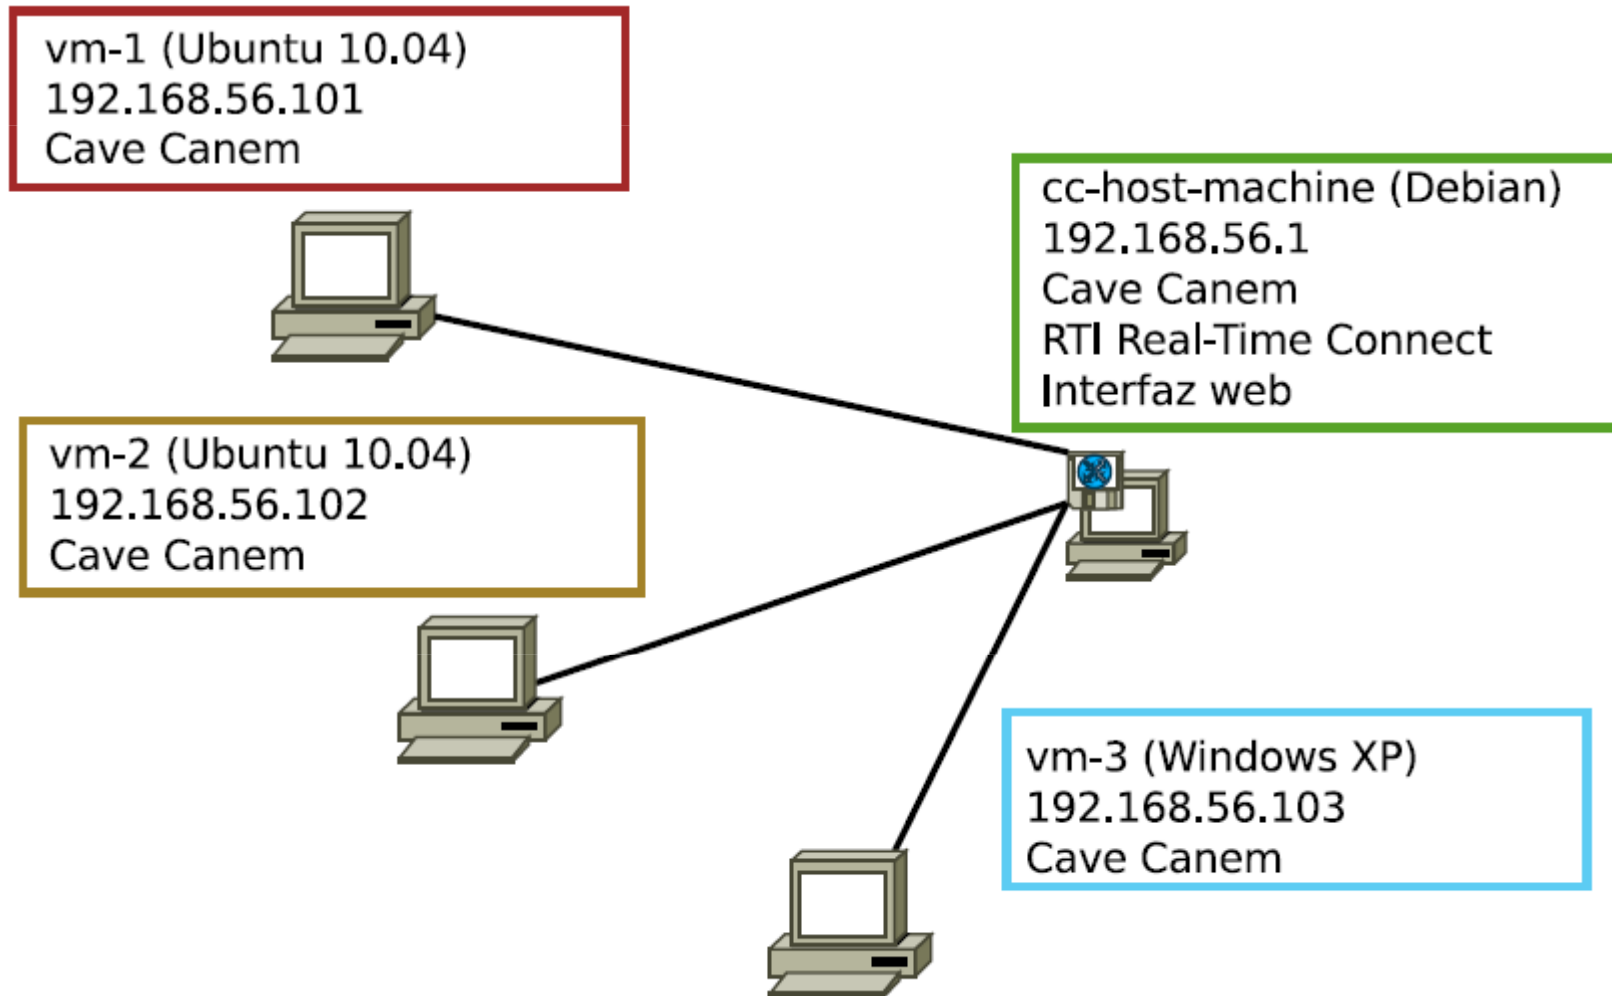 vm-1 (Ubuntu 10.04)
192.168.56.101
Cave Canem
cc-host-machine (Debian)
192.168.56.1
Cave Canem
RTI Real-Time Connect
Interfaz web
vm-2 (Ubuntu 10.04)
192.168.56.102
Cave Canem
vm-3 (Windows XP)
192.168.56.103
Cave Canem